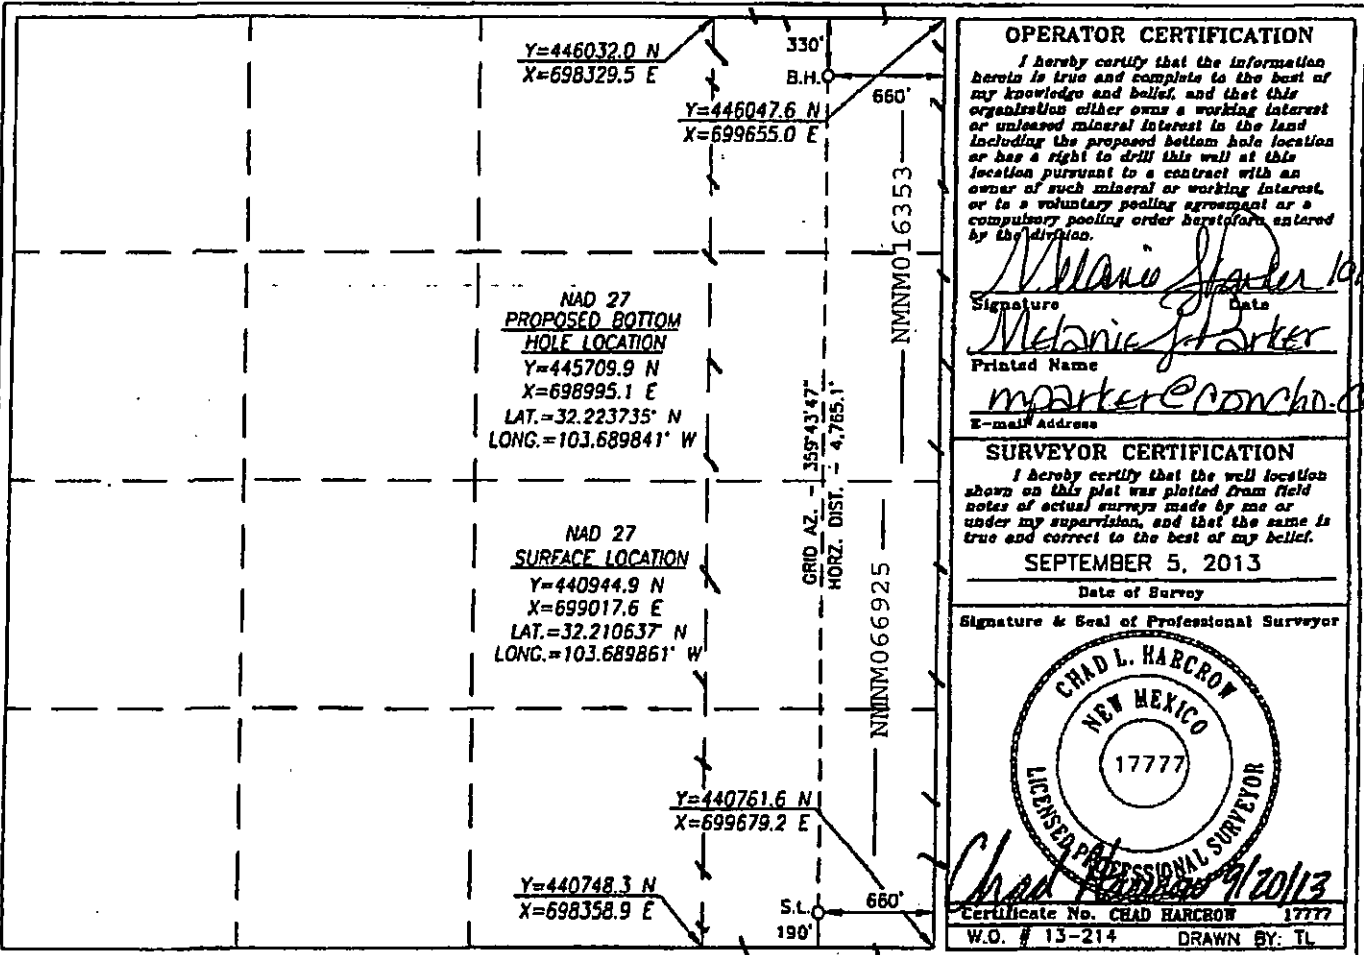 Y=446032.0 N
X=698329.5 E
330'
B.H.
660'
Y=446047.6 N
X=699655.0 E
NMNM016353
NAD 27
PROPOSED BOTTOM
HOLE LOCATION
Y=445709.9 N
X=698995.1 E
LAT.=32.223735° N
LONG.=103.689841° W
GRID AZ. - 359°43'47"
HORZ. DIST. - 4,765.1'
NAD 27
SURFACE LOCATION
Y=440944.9 N
X=699017.6 E
LAT.=32.210637° N
LONG.=103.689861° W
NMNM066925
Y=440761.6 N
X=699679.2 E
Y=440748.3 N
X=698358.9 E
S.L.
190'
660'
OPERATOR CERTIFICATION
I hereby certify that the information
herein is true and complete to the best of
my knowledge and belief, and that this
organization either owns a working interest
or unleased mineral interest in the land
including the proposed bottom hole location
or has a right to drill this well at this
location pursuant to a contract with an
owner of such mineral or working interest,
or to a voluntary pooling agreement or a
compulsory pooling order heretofore entered
by the division.
Signature Date
Printed Name
E-mail Address
SURVEYOR CERTIFICATION
I hereby certify that the well location
shown on this plat was plotted from field
notes of actual surveys made by me or
under my supervision, and that the same is
true and correct to the best of my belief.
SEPTEMBER 5, 2013
Date of Survey
Signature & Seal of Professional Surveyor
CHAD L. HARCROW
NEW MEXICO
17777
LICENSED PROFESSIONAL SURVEYOR
Chad Harcrow 9/20/13
Certificate No. CHAD HARCROW 17777
W.O. # 13-214 DRAWN BY: TL